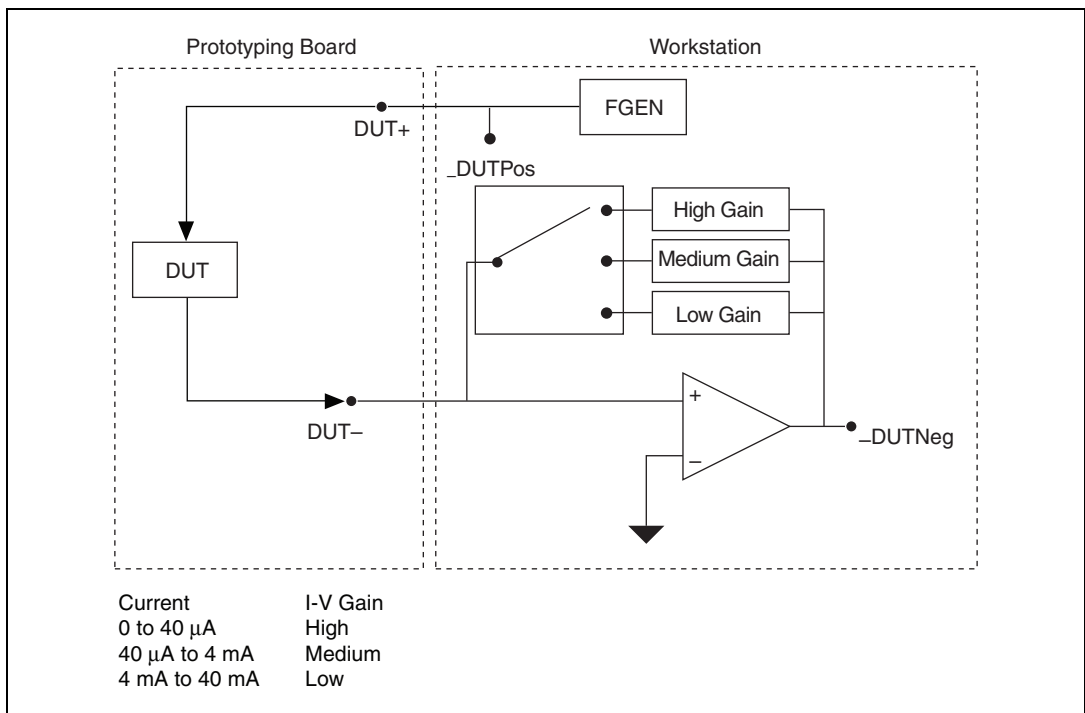 Prototyping Board
Workstation
FGEN
DUT+
_DUTPos
High Gain
Medium Gain
Low Gain
DUT
+
–
DUT–
_DUTNeg
Current I-V Gain
0 to 40 μA High
40 μA to 4 mA Medium
4 mA to 40 mA Low